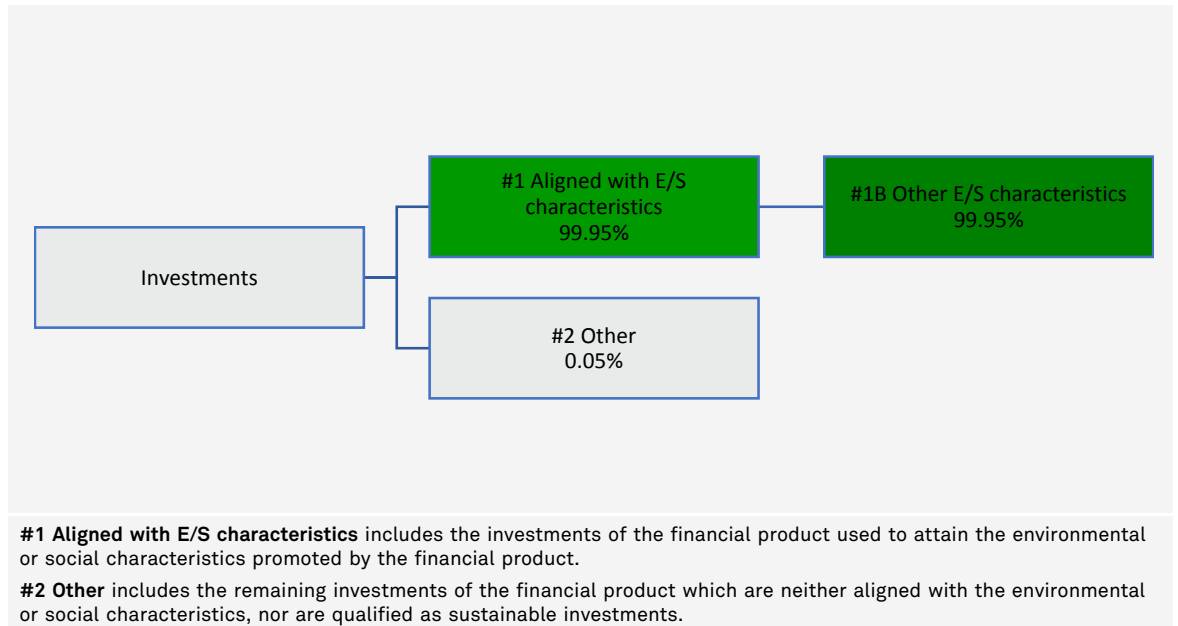 #1 Aligned with E/S
characteristics
99.95%
#1B Other E/S characteristics
99.95%
Investments
#2 Other
0.05%
#1 Aligned with E/S characteristics includes the investments of the financial product used to attain the environmental
or social characteristics promoted by the financial product.
#2 Other includes the remaining investments of the financial product which are neither aligned with the environmental
or social characteristics, nor are qualified as sustainable investments.